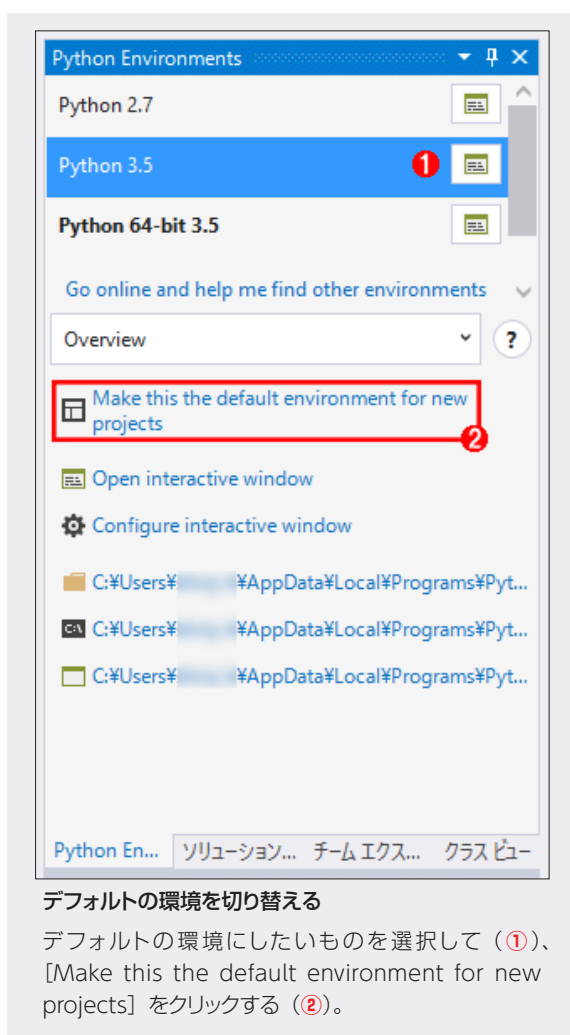 Python Environments
Python 2.7
Python 3.5 ❶
Python 64-bit 3.5
Go online and help me find other environments
Overview ?
Make this the default environment for new
projects
❷
Open interactive window
Configure interactive window
C:¥Users¥ ¥AppData¥Local¥Programs¥Pyt...
C:¥Users¥ ¥AppData¥Local¥Programs¥Pyt...
C:¥Users¥ ¥AppData¥Local¥Programs¥Pyt...
Python En... ソリューション... チーム エクス... クラス ビュー
デフォルトの環境を切り替える
デフォルトの環境にしたいものを選択して（①）、
［Make this the default environment for new
projects］をクリックする（②）。